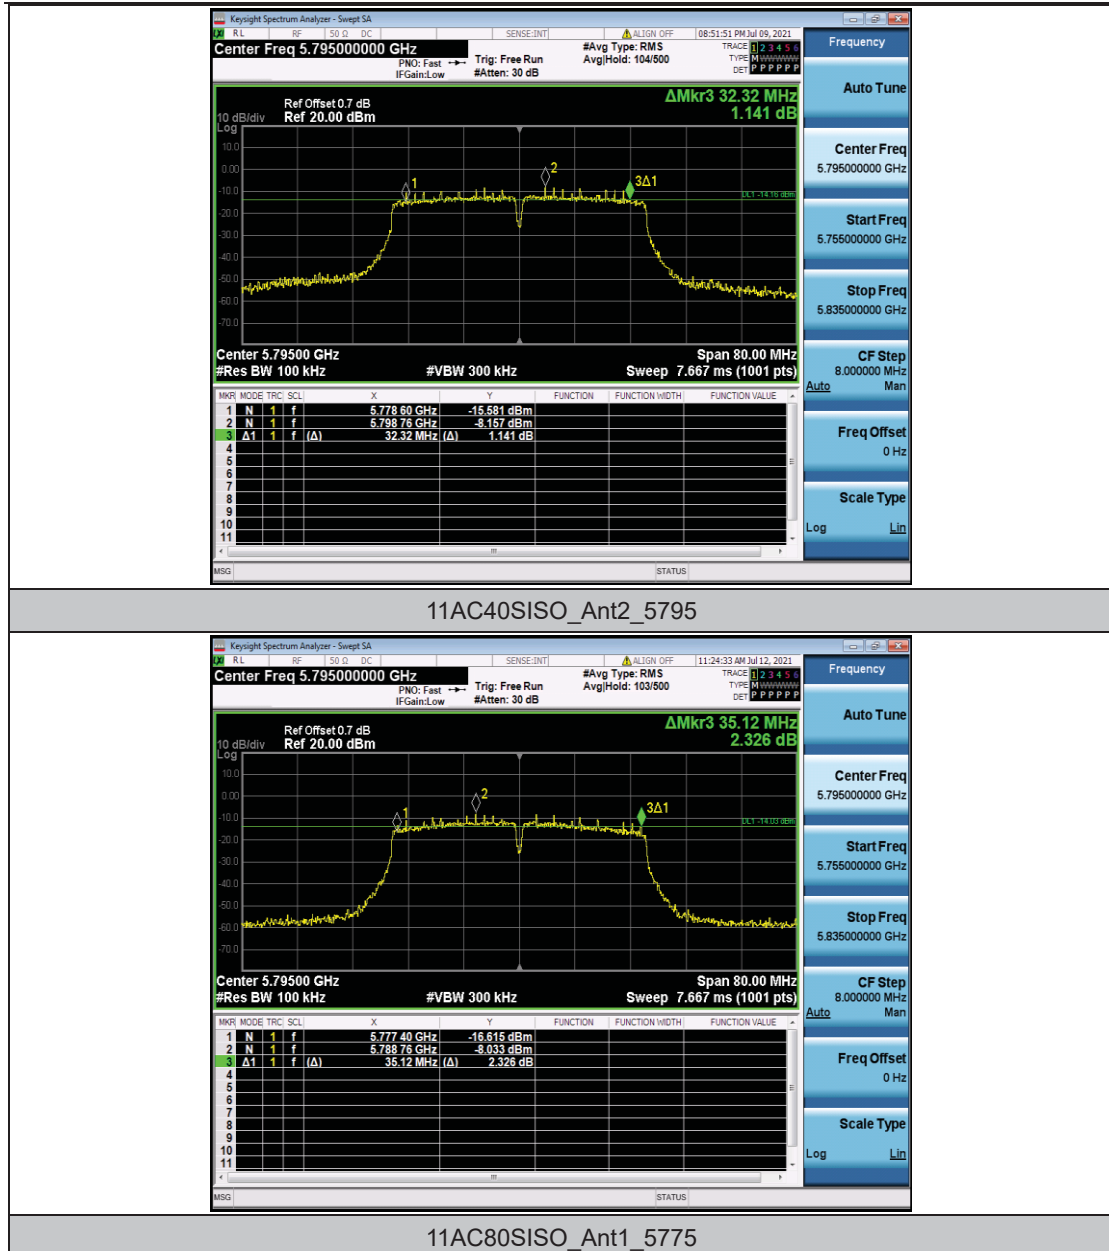 Keysight Spectrum Analyzer - Swept SA
LXI RL RF 50 Ω DC SENSE:INT ALIGN OFF 08:51:51 PM Jul 09, 2021
Center Freq 5.795000000 GHz
PNO: Fast
IFGain:Low
Trig: Free Run
#Atten: 30 dB
#Avg Type: RMS
Avg|Hold: 104/500
TRACE 1 2 3 4 5 6
TYPE M W W W W W
DET P P P P P P
Frequency
Auto Tune
Center Freq
5.795000000 GHz
Start Freq
5.755000000 GHz
Stop Freq
5.835000000 GHz
CF Step
8.000000 MHz
Auto Man
Freq Offset
0 Hz
Scale Type
Log Lin
ΔMkr3 32.32 MHz
1.141 dB
Ref Offset 0.7 dB
10 dB/div Ref 20.00 dBm
Log
10.0
0.00
-10.0
-20.0
-30.0
-40.0
-50.0
-60.0
-70.0
1
2
3Δ1
DL1 -14.16 dBm
Center 5.79500 GHz Span 80.00 MHz
#Res BW 100 kHz #VBW 300 kHz Sweep 7.667 ms (1001 pts)
MKR MODE TRC SCL X Y FUNCTION FUNCTION WIDTH FUNCTION VALUE
1 N 1 f 5.778 60 GHz -15.581 dBm
2 N 1 f 5.798 76 GHz -8.157 dBm
3 Δ1 1 f (Δ) 32.32 MHz (Δ) 1.141 dB
4
5
6
7
8
9
10
11
MSG STATUS
11AC40SISO_Ant2_5795
Keysight Spectrum Analyzer - Swept SA
LXI RL RF 50 Ω DC SENSE:INT ALIGN OFF 11:24:33 AM Jul 12, 2021
Center Freq 5.795000000 GHz
PNO: Fast
IFGain:Low
Trig: Free Run
#Atten: 30 dB
#Avg Type: RMS
Avg|Hold: 103/500
TRACE 1 2 3 4 5 6
TYPE M W W W W W
DET P P P P P P
Frequency
Auto Tune
Center Freq
5.795000000 GHz
Start Freq
5.755000000 GHz
Stop Freq
5.835000000 GHz
CF Step
8.000000 MHz
Auto Man
Freq Offset
0 Hz
Scale Type
Log Lin
ΔMkr3 35.12 MHz
2.326 dB
Ref Offset 0.7 dB
10 dB/div Ref 20.00 dBm
Log
10.0
0.00
-10.0
-20.0
-30.0
-40.0
-50.0
-60.0
-70.0
1
2
3Δ1
DL1 -14.03 dBm
Center 5.79500 GHz Span 80.00 MHz
#Res BW 100 kHz #VBW 300 kHz Sweep 7.667 ms (1001 pts)
MKR MODE TRC SCL X Y FUNCTION FUNCTION WIDTH FUNCTION VALUE
1 N 1 f 5.777 40 GHz -16.615 dBm
2 N 1 f 5.788 76 GHz -8.033 dBm
3 Δ1 1 f (Δ) 35.12 MHz (Δ) 2.326 dB
4
5
6
7
8
9
10
11
MSG STATUS
11AC80SISO_Ant1_5775